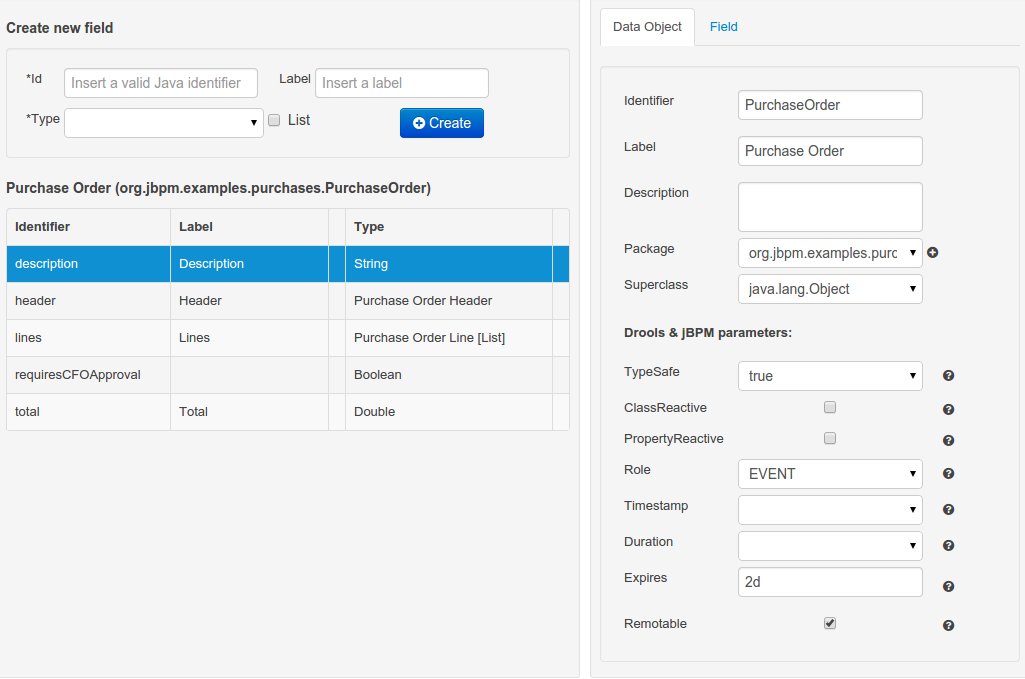 Create new field
*Id Insert a valid Java identifier Label Insert a label
*Type List Create
Purchase Order (org.jbpm.examples.purchases.PurchaseOrder)
Identifier Label Type
description Description String
header Header Purchase Order Header
lines Lines Purchase Order Line [List]
requiresCFOApproval Boolean
total Total Double
Data Object Field
Identifier PurchaseOrder
Label Purchase Order
Description
Package org.jbpm.examples.purc
Superclass java.lang.Object
Drools & jBPM parameters:
TypeSafe true
ClassReactive
PropertyReactive
Role EVENT
Timestamp
Duration
Expires 2d
Remotable